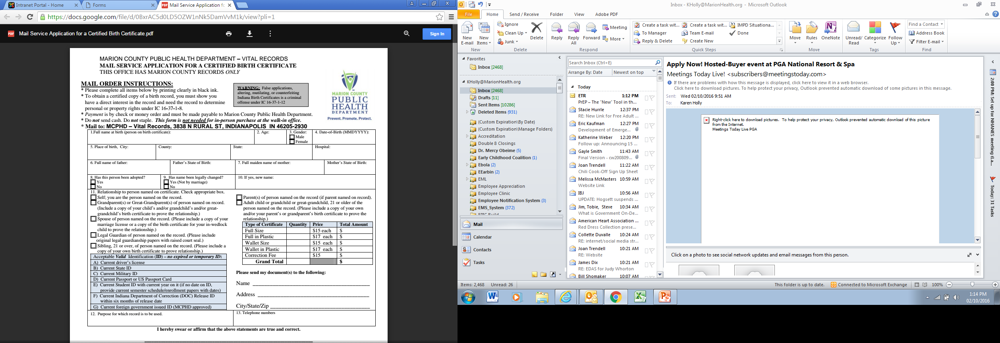 Intranet Portal - Home
Forms
Mail Service Application fo
https://docs.google.com/file/d/0BxrAC5d0LD5OZW1nNk5DamVvM1k/view?pli=1
PDF
Mail Service Application for a Certified Birth Certificate.pdf
Sign In
MARION COUNTY PUBLIC HEALTH DEPARTMENT – VITAL RECORDS
MAIL SERVICE APPLICATION FOR A CERTIFIED BIRTH CERTIFICATE
THIS OFFICE HAS MARION COUNTY RECORDS ONLY
MAIL ORDER INSTRUCTIONS:
* Please complete all items below by printing clearly in black ink.
* To obtain a certified copy of a birth record, you must show you
have a direct interest in the record and need the record to determine
personal or property rights under IC 16-37-1-8.
* Payment is by check or money order and must be made payable to Marion County Public Health Department.
* Do not send cash. Do not staple. This form is not needed for in-person purchase at the walk-in office.
* Mail to: MCPHD – Vital Records, 3838 N RURAL ST, INDIANAPOLIS IN 46205-2930
WARNING: False applications,
altering, mutilating, or counterfeiting
Indiana Birth Certificates is a criminal
offense under IC 16-37-1-12
MARION COUNTY
PUBLIC
HEALTH
DEPARTMENT
Prevent. Promote. Protect.
1.Full name at birth (person on birth certificate):
2. Age:
3. Gender:
Male
Female
4. Date-of-Birth (MMDYYYY):
5. Place of birth, City:
County:
State:
Hospital:
6. Full name of father:
Father's State of Birth:
7. Full maiden name of mother:
Mother's State of Birth:
8. Has this person been adopted?
Yes
No
9. Has name been legally changed?
Yes (Not by marriage)
No
10. If yes, new name:
11. Relationship to person named on certificate. Check appropriate box.
Self; you are the person named on the record.
Grandparent(s) or Great-Grandparent(s) of person named on record.
(Include a copy of your child's and/or grandchild's and/or great-
grandchild's birth certificate to prove the relationship.)
Spouse of person named on the record. (Please include a copy of your
marriage license or a copy of the birth certificate for your in-wedlock
child to prove the relationship.)
Legal Guardian of person named on the record. (Please include
original legal guardianship papers with raised court seal.)
Sibling, 21 or over, of person named on the record. (Please include a
copy of your own birth certificate to prove relationship.)
Parent(s) of person named on the record (if parent named on record).
Adult child or grandchild or great-grandchild, 21 or older of the
person named on the record. (Please include a copy of your own
and/or your parent's or grandparent's birth certificate to prove the
relationship.)
Type of Certificate Quantity Price Total Amount
Full Size $15 each $
Full in Plastic $17 each $
Wallet Size $15 each $
Wallet in Plastic $17 each $
Correction Fee $15 $
Grand Total $
Acceptable Valid Identification (ID) – no expired or temporary ID:
A) Current driver's license
B) Current State ID
C) Current Military ID
D) Current Passport or US Passport Card
E) Current Student ID with current year on it (if no date on ID,
provide current semester schedule/enrollment papers with dates)
F) Current Indiana Department of Correction (DOC) Release ID
within six months of release date
G) Current foreign government issued ID (MCPHD approved)
Please send my document(s) to the following:
Name
Address
City/State/Zip
12. Purpose for which record is to be used.
13. Telephone numbers
I hereby swear or affirm that the above statements are true and correct.
Inbox - KHolly@MarionHealth.org - Microsoft Outlook
File Home Send / Receive Folder View Adobe PDF
New
E-mail
New
Items
New
Ignore
Clean Up
Junk
Delete
Delete
Reply
Reply
All
Forward
Meeting
More
Respond
Create a task wit...
To Manager
Reply & Delete
Create a task wit...
Team E-mail
Create New
IMPD Situationa...
Done
Quick Steps
Move
Rules
OneNote
Move
Unread/
Read
Categorize
Follow
Up
Tags
Find a Contact
Address Book
Filter E-mail
Find
Favorites
Inbox [2468]
KHolly@MarionHealth.org
Inbox [2468]
Drafts [11]
Sent Items [10286]
Deleted Items (931)
(Custom Expiration\By Date)
(Custom Expiration\Manage Folders)
Accreditation
Double 8 Closings
Dr. Mercy Obeime (5)
Early Childhood Coalition (1)
Ebola (2)
EEarbin (2)
EML
Employee Appreciation
Employee Clinic
Employee Notification System (3)
EMS_System (372)
EPIC Build
Mail
Calendar
Contacts
Tasks
Search Inbox (Ctrl+E)
Arrange By: Date Newest on top
Today
ETR 1:12 PM
PrEP – The "New" Tool in th...
Stacie Hurrle 12:37 PM
RE: New Link for Free Adult ...
Eric Kaufman 12:27 PM
Development of Emerge...
Katherine Weber 12:20 PM
Follow up: Announcing 15 ...
Gayle Smith 11:43 AM
Final Version - cw200809...
Joan Trendell 11:22 AM
Chili Cook-Off Sign Up Sheet
Melissa McMasters 10:59 AM
Website Link
IBJ 10:56 AM
UPDATE: Hogsett suspends ...
Jim, Tobie, Steve 10:34 AM
What is Government On-De...
American Heart Association ...
Red Dress Collection prese...
Collette Duvalle 10:24 AM
RE: internet/social media str...
Joan Trendell 10:21 AM
RE: Website
James Dix 10:21 AM
RE: EDAS for Judy Whorton
Bill Shomaker 10:07 AM
Apply Now! Hosted-Buyer event at PGA National Resort & Spa
Meetings Today Live! <subscribers@meetingstoday.com>
If there are problems with how this message is displayed, click here to view it in a web browser.
Click here to download pictures. To help protect your privacy, Outlook prevented automatic download of some pictures in this message.
Sent: Wed 02/10/2016 9:51 AM
To: Karen Holly
Right-click here to download pictures. To help protect your privacy, Outlook prevented automatic download of this picture
from the Internet.
Meetings Today Live PGA
Click on a photo to see social network updates and email messages from this person.
2:00 PM: Set up for NHANES meeting (La...
Today: 31 Tasks
Items: 2,468 Unread: 26
This folder is up to date. Connected to Microsoft Exchange 100%
1:14 PM
02/10/2016